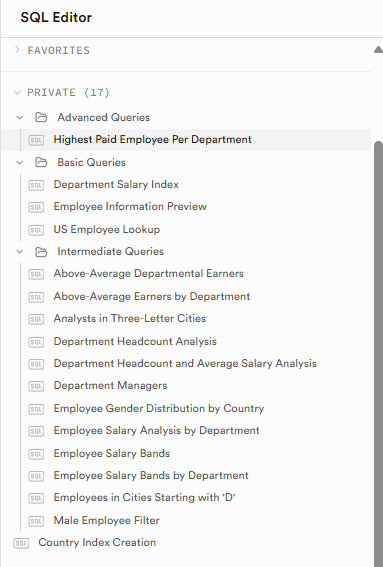 SQL Editor
FAVORITES
PRIVATE (17)
Advanced Queries
SQL Highest Paid Employee Per Department
Basic Queries
SQL Department Salary Index
SQL Employee Information Preview
SQL US Employee Lookup
Intermediate Queries
SQL Above-Average Departmental Earners
SQL Above-Average Earners by Department
SQL Analysts in Three-Letter Cities
SQL Department Headcount Analysis
SQL Department Headcount and Average Salary Analysis
SQL Department Managers
SQL Employee Gender Distribution by Country
SQL Employee Salary Analysis by Department
SQL Employee Salary Bands
SQL Employee Salary Bands by Department
SQL Employees in Cities Starting with 'D'
SQL Male Employee Filter
SQL Country Index Creation